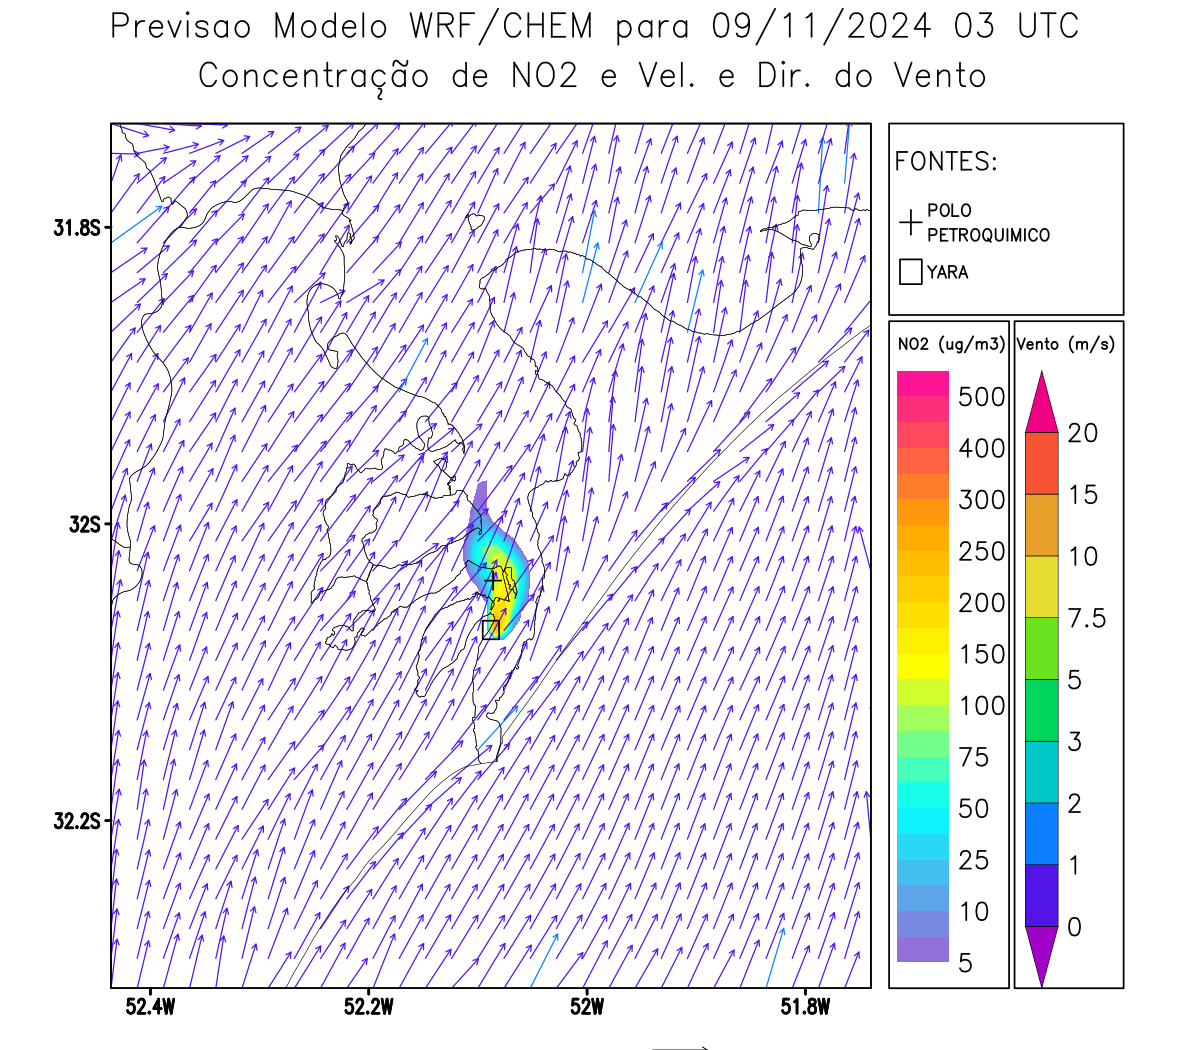 Previsao Modelo WRF/CHEM para 09/11/2024 03 UTC
Concentração de NO2 e Vel. e Dir. do Vento
FONTES:
POLO
PETROQUIMICO
YARA
NO2 (ug/m3)
500
400
300
250
200
150
100
75
50
25
10
5
Vento (m/s)
20
15
10
7.5
5
3
2
1
0
31.8S
32S
32.2S
52.4W
52.2W
52W
51.8W